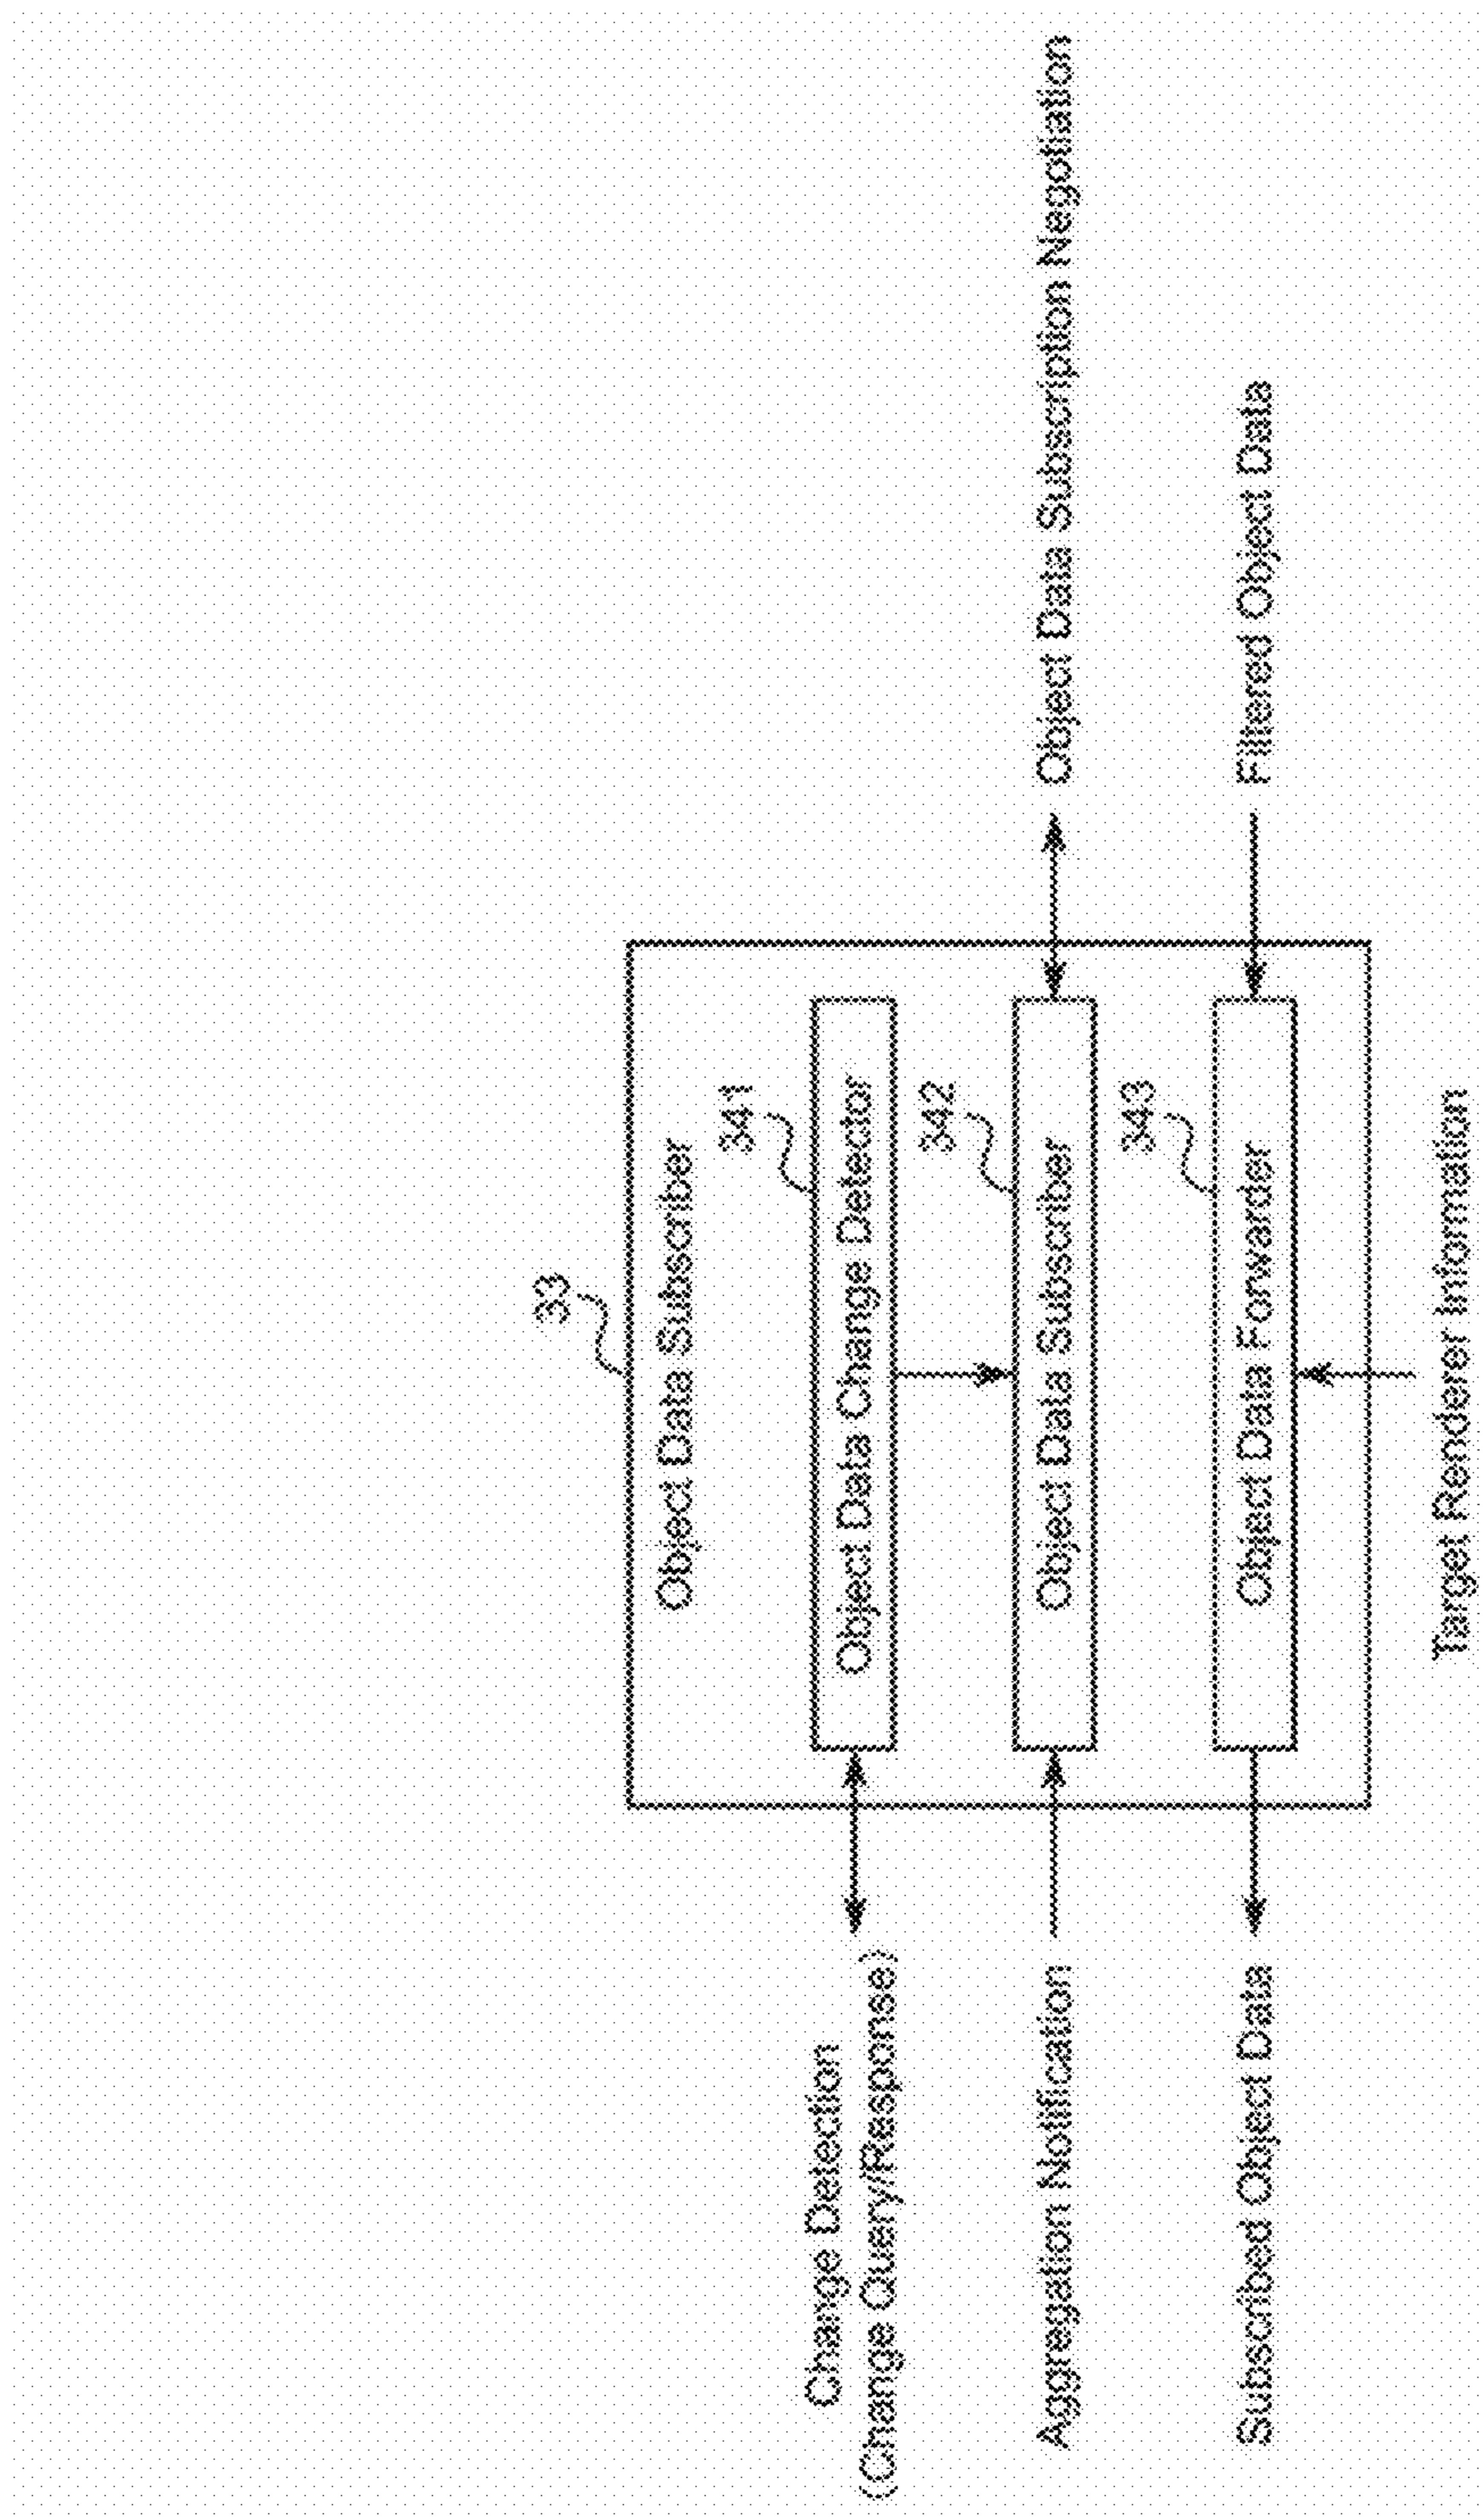 33
Object Data Subscriber
341
Change Detection
(Change Query/Response)
Object Data Change Detector
342
Aggregation Notification
Object Data Subscriber
Object Data Subscription Negotiation
343
Subscribed Object Data
Object Data Forwarder
Filtered Object Data
Target Renderer Information